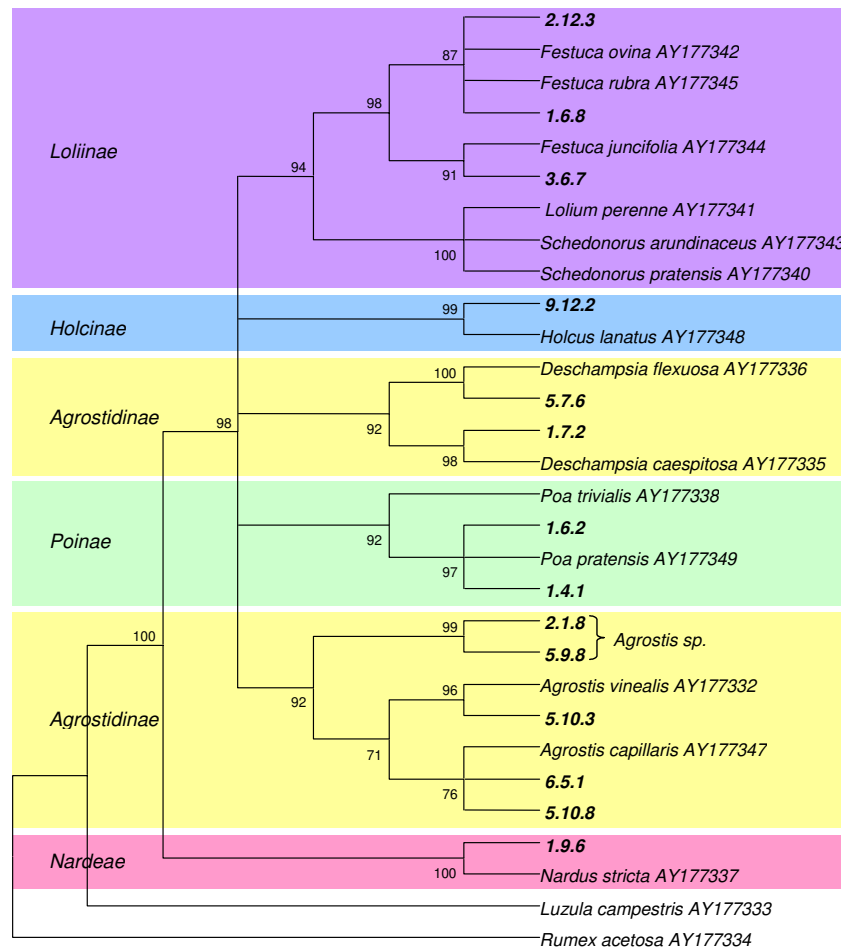 2.12.3
87
Festuca ovina AY177342
Festuca rubra AY177345
98
1.6.8
Loliinae
Festuca juncifolia AY177344
94
91
3.6.7
Lolium perenne AY177341
Schedonorus arundinaceus AY177343
100
Schedonorus pratensis AY177340
99
9.12.2
Holcinae
Holcus lanatus AY177348
100
Deschampsia flexuosa AY177336
5.7.6
Agrostidinae
98
92
1.7.2
98
Deschampsia caespitosa AY177335
Poa trivialis AY177338
1.6.2
Poinae
92
Poa pratensis AY177349
97
1.4.1
2.1.8
100
99
Agrostis sp.
5.9.8
Agrostis vinealis AY177332
96
92
5.10.3
Agrostidinae
Agrostis capillaris AY177347
71
6.5.1
76
5.10.8
1.9.6
Nardeae
100
Nardus stricta AY177337
Luzula campestris AY177333
Rumex acetosa AY177334